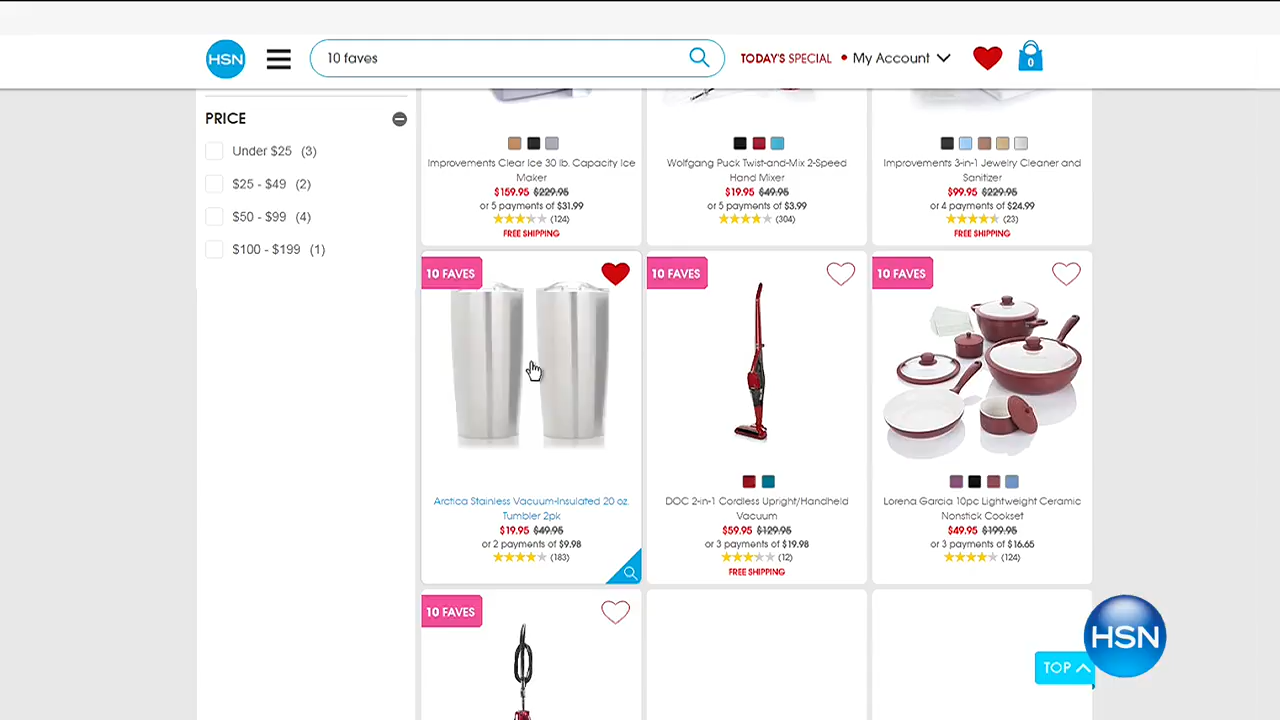 HSN
10 faves
TODAY'S SPECIAL • My Account
0
PRICE
Under $25 (3)
$25 - $49 (2)
$50 - $99 (4)
$100 - $199 (1)
Improvements Clear Ice 30 lb. Capacity Ice
Maker
$159.95 $229.95
or 5 payments of $31.99
(124)
FREE SHIPPING
Wolfgang Puck Twist-and-Mix 2-Speed
Hand Mixer
$19.95 $49.95
or 5 payments of $3.99
(304)
Improvements 3-in-1 Jewelry Cleaner and
Sanitizer
$99.95 $229.95
or 4 payments of $24.99
(23)
FREE SHIPPING
10 FAVES
Arctica Stainless Vacuum-Insulated 20 oz.
Tumbler 2pk
$19.95 $49.95
or 2 payments of $9.98
(183)
10 FAVES
DOC 2-in-1 Cordless Upright/Handheld
Vacuum
$59.95 $129.95
or 3 payments of $19.98
(12)
FREE SHIPPING
10 FAVES
Lorena Garcia 10pc Lightweight Ceramic
Nonstick Cookset
$49.95 $199.95
or 3 payments of $16.65
(124)
10 FAVES
HSN
TOP